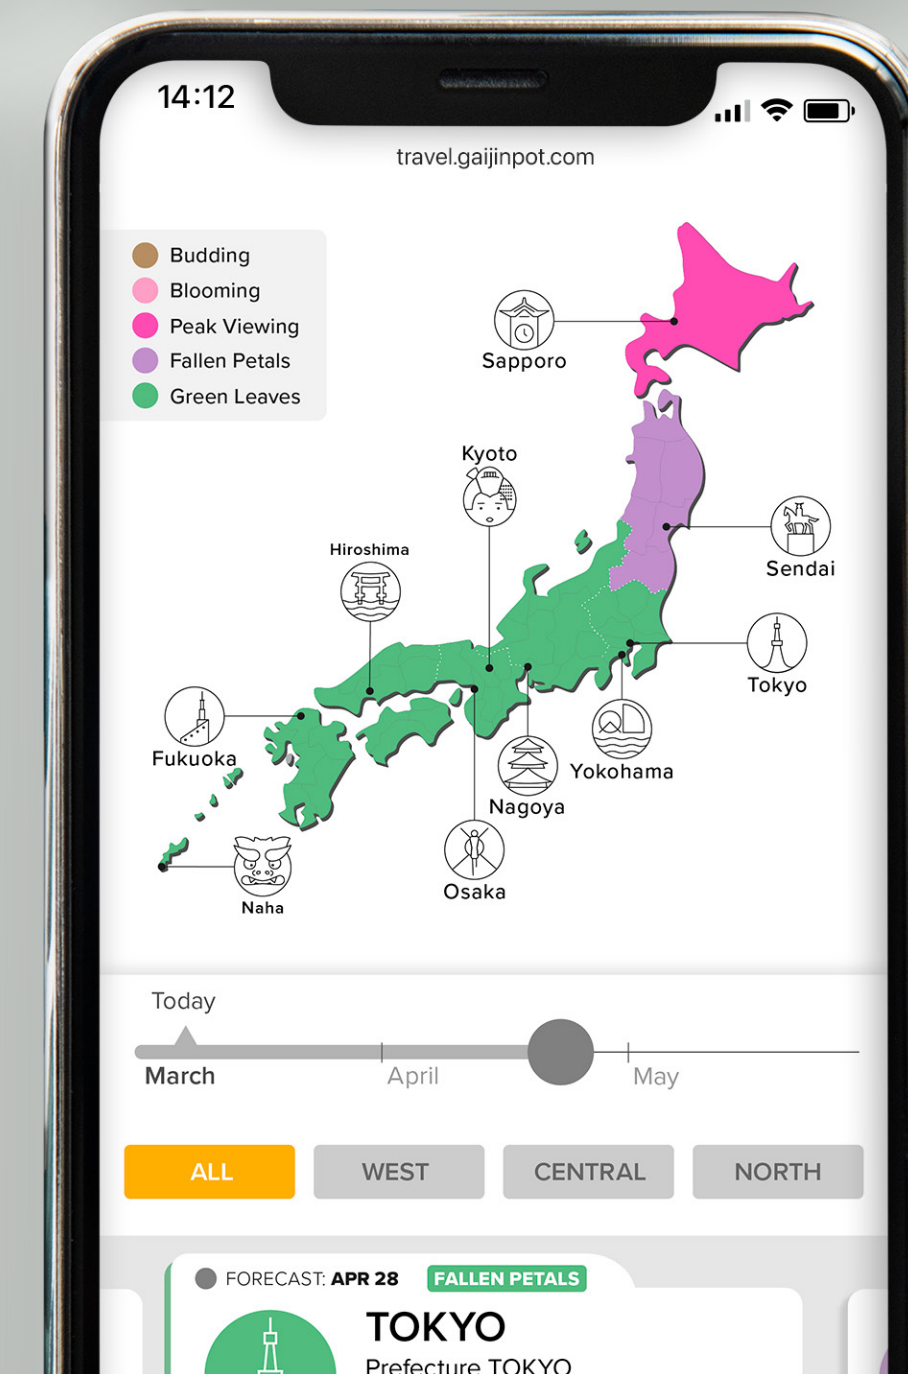 14:12
travel.gaijinpot.com
Budding
Blooming
Peak Viewing
Fallen Petals
Green Leaves
Sapporo
Kyoto
Hiroshima
Sendai
Tokyo
Fukuoka
Yokohama
Nagoya
Osaka
Naha
Today
March
April
May
ALL
WEST
CENTRAL
NORTH
FORECAST: APR 28
FALLEN PETALS
TOKYO
Prefecture TOKYO